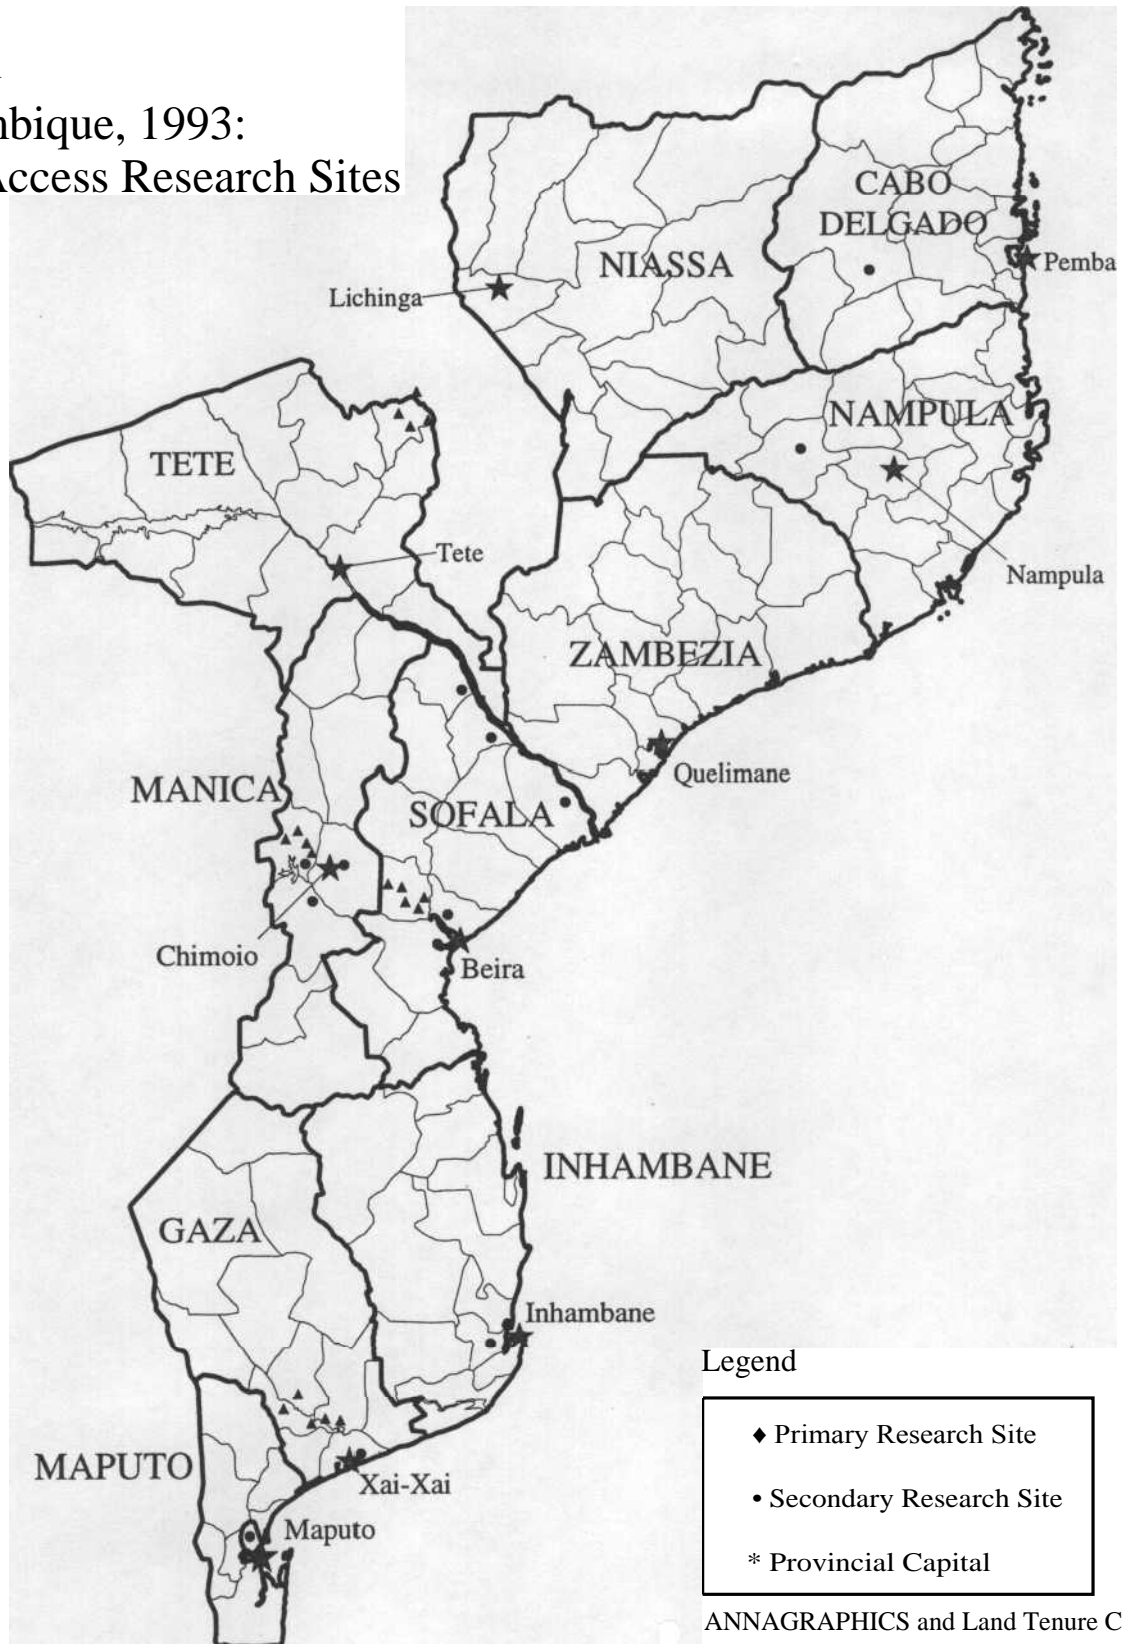 mbique, 1993:
Access Research Sites
CABO
DELGADO
NIASSA
Pemba
Lichinga
NAMPULA
TETE
Tete
Nampula
ZAMBEZIA
MANICA
Quelimane
SOFALA
Chimoio
Beira
INHAMBANE
GAZA
Inhambane
Legend
♦ Primary Research Site
MAPUTO
Xai-Xai
• Secondary Research Site
Maputo
* Provincial Capital
ANNAGRAPHICS and Land Tenure C